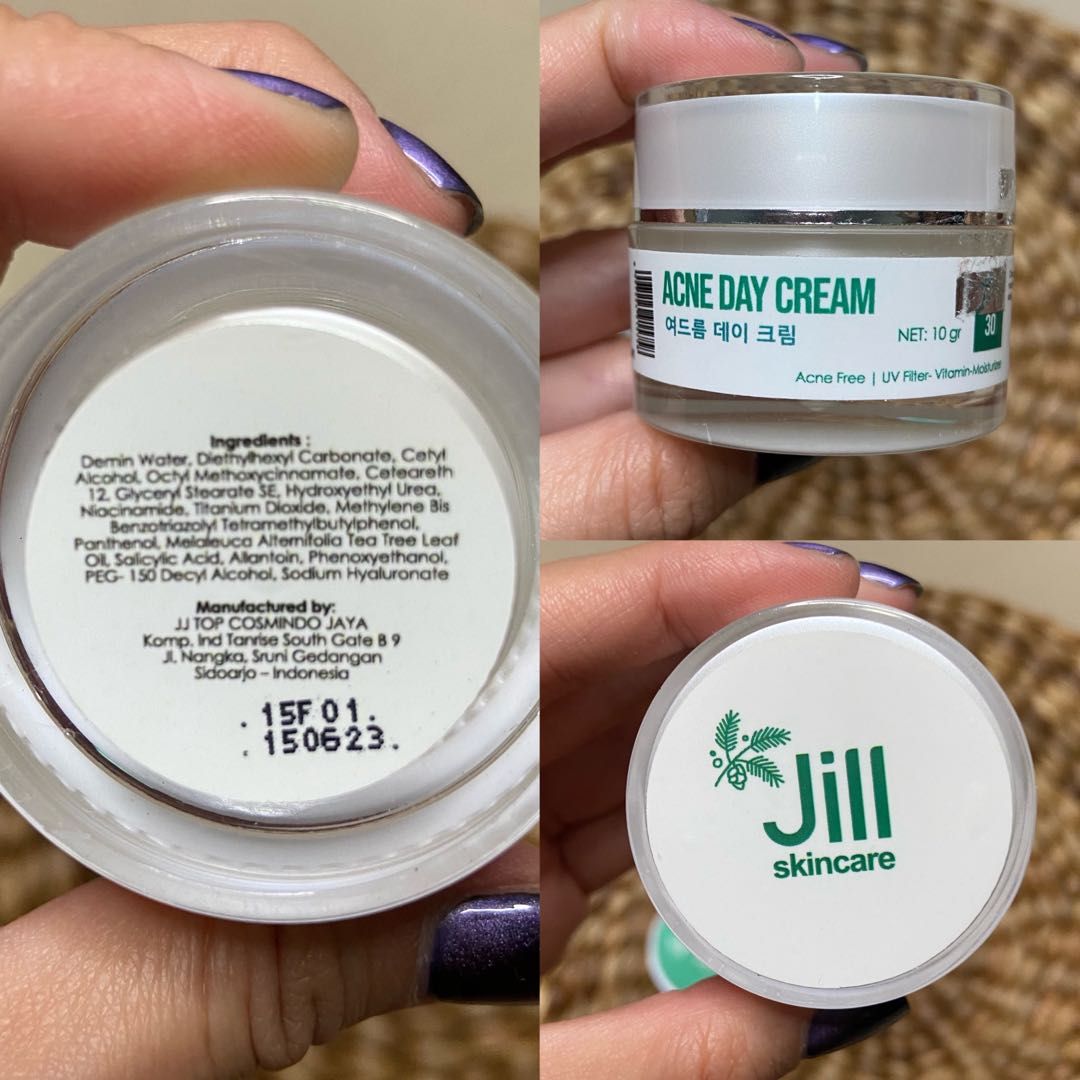 Ingredients :
Demin Water, Diethylhexyl Carbonate, Cetyl
Alcohol, Octyl Methoxycinnamate, Ceteareth
12, Glyceryl Stearate SE, Hydroxyethyl Urea,
Niacinamide, Titanium Dioxide, Methylene Bis
Benzotriazolyl Tetramethylbutylphenol,
Panthenol, Melaleuca Alternifolia Tea Tree Leaf
Oil, Salicylic Acid, Allantoin, Phenoxyethanol,
PEG- 150 Decyl Alcohol, Sodium Hyaluronate
Manufactured by:
JJ TOP COSMINDO JAYA
Komp. Ind Tanrise South Gate B 9
Jl. Nangka, Sruni Gedangan
Sidoarjo – Indonesia
. 15F 01.
. 150623.
ACNE DAY CREAM
여드름 데이 크림
NET: 10 gr
30
Acne Free | UV Filter- Vitamin-Moisturizer
Jill
skincare